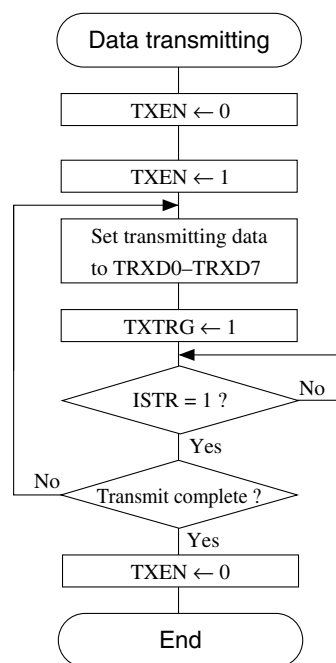 Data transmitting
TXEN ← 0
TXEN ← 1
Set transmitting data
to TRXD0–TRXD7
TXTRG ← 1
ISTR = 1 ?
No
Yes
No
Transmit complete ?
Yes
TXEN ← 0
End